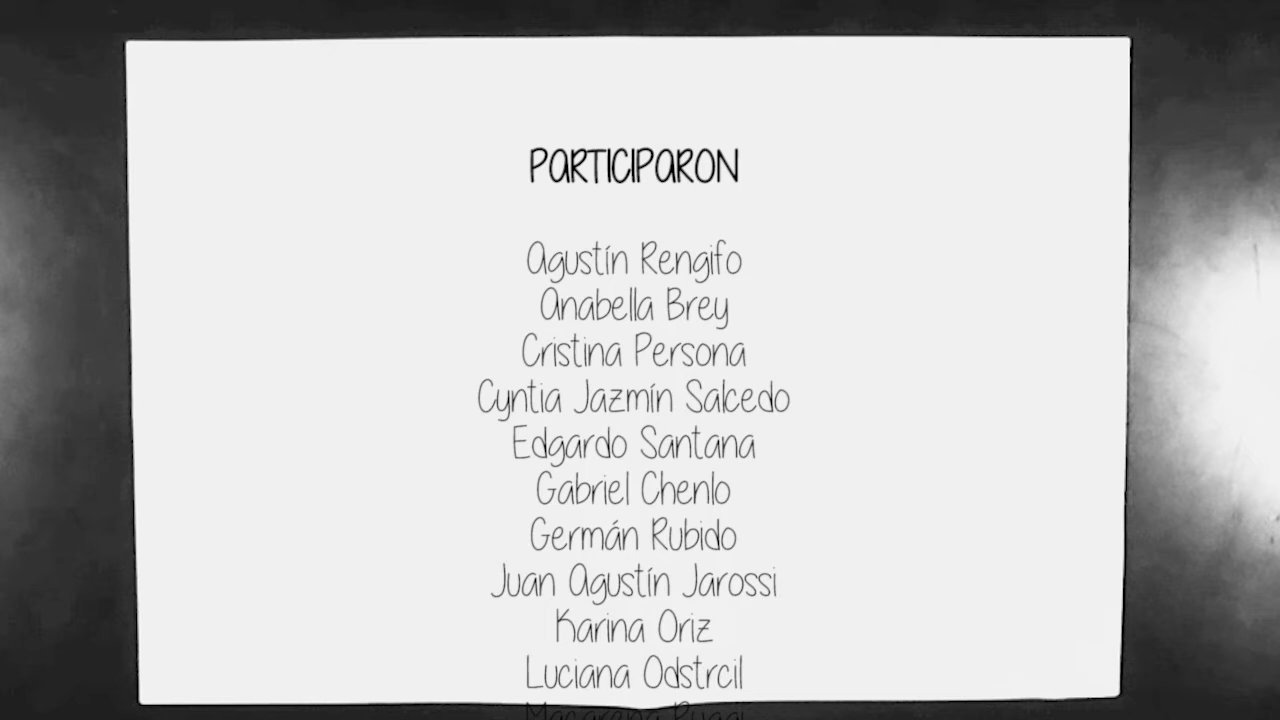 PARTICIPARON
Agustín Rengifo
Anabella Brey
Cristina Persona
Cyntia Jazmín Salcedo
Edgardo Santana
Gabriel Chenlo
Germán Rubido
Juan Agustín Jarossi
Karina Oriz
Luciana Odstrcil
Macarena